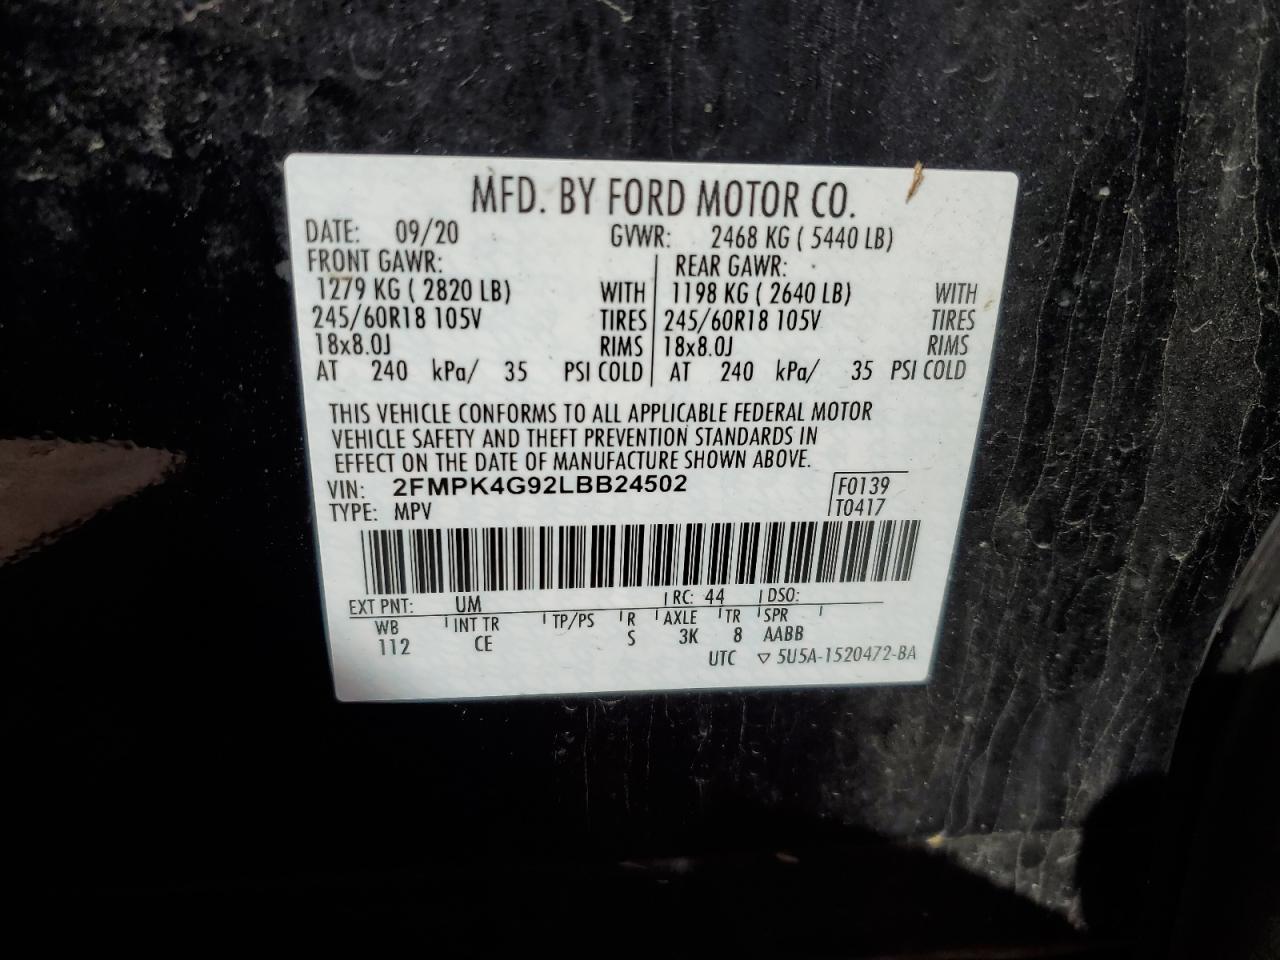 MFD. BY FORD MOTOR CO.
DATE: 09/20 GVWR: 2468 KG ( 5440 LB)
FRONT GAWR: REAR GAWR:
1279 KG ( 2820 LB) WITH 1198 KG ( 2640 LB) WITH
245/60R18 105V TIRES 245/60R18 105V TIRES
18x8.0J RIMS 18x8.0J RIMS
AT 240 kPa/ 35 PSI COLD AT 240 kPa/ 35 PSI COLD
THIS VEHICLE CONFORMS TO ALL APPLICABLE FEDERAL MOTOR
VEHICLE SAFETY AND THEFT PREVENTION STANDARDS IN
EFFECT ON THE DATE OF MANUFACTURE SHOWN ABOVE.
VIN: 2FMPK4G92LBB24502 F0139
TYPE: MPV T0417
EXT PNT: UM RC: 44 DSO:
WB INT TR TP/PS R AXLE TR SPR
112 CE S 3K 8 AABB
UTC ▽ 5U5A-1520472-BA